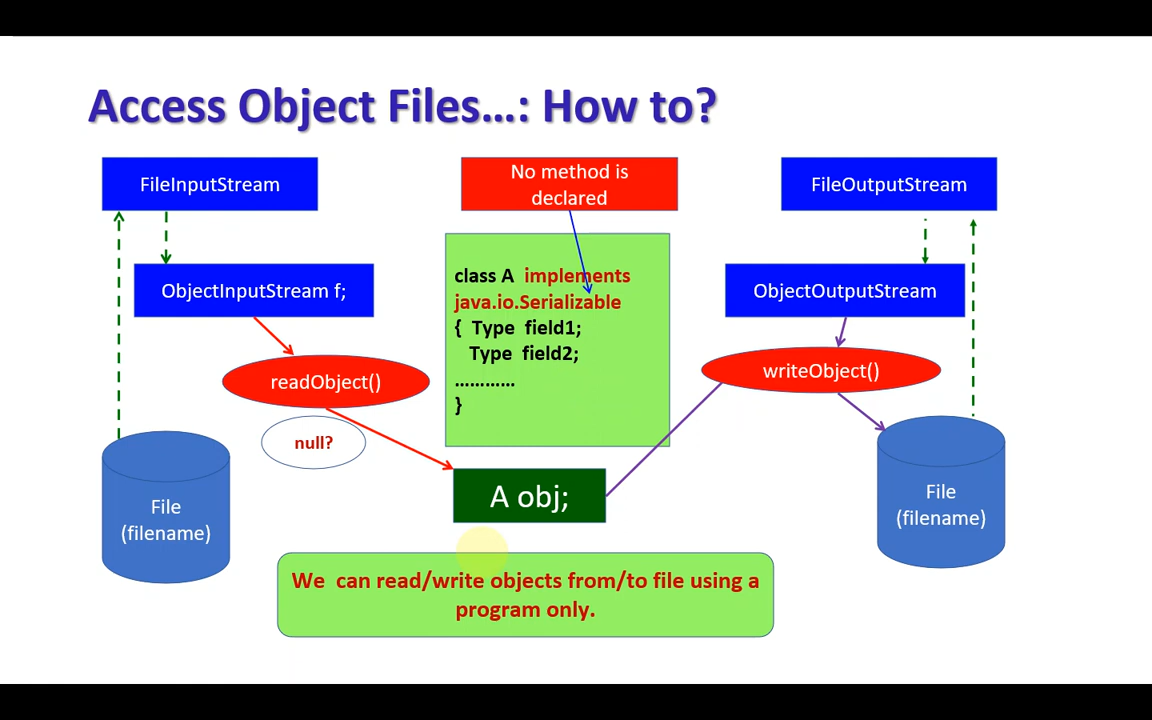 Access Object Files...: How to?
FileInputStream
No method is
declared
FileOutputStream
ObjectInputStream f;
class A implements
java.io.Serializable
{ Type field1;
Type field2;
…………
}
ObjectOutputStream
readObject()
null?
writeObject()
File
(filename)
A obj;
File
(filename)
We can read/write objects from/to file using a
program only.